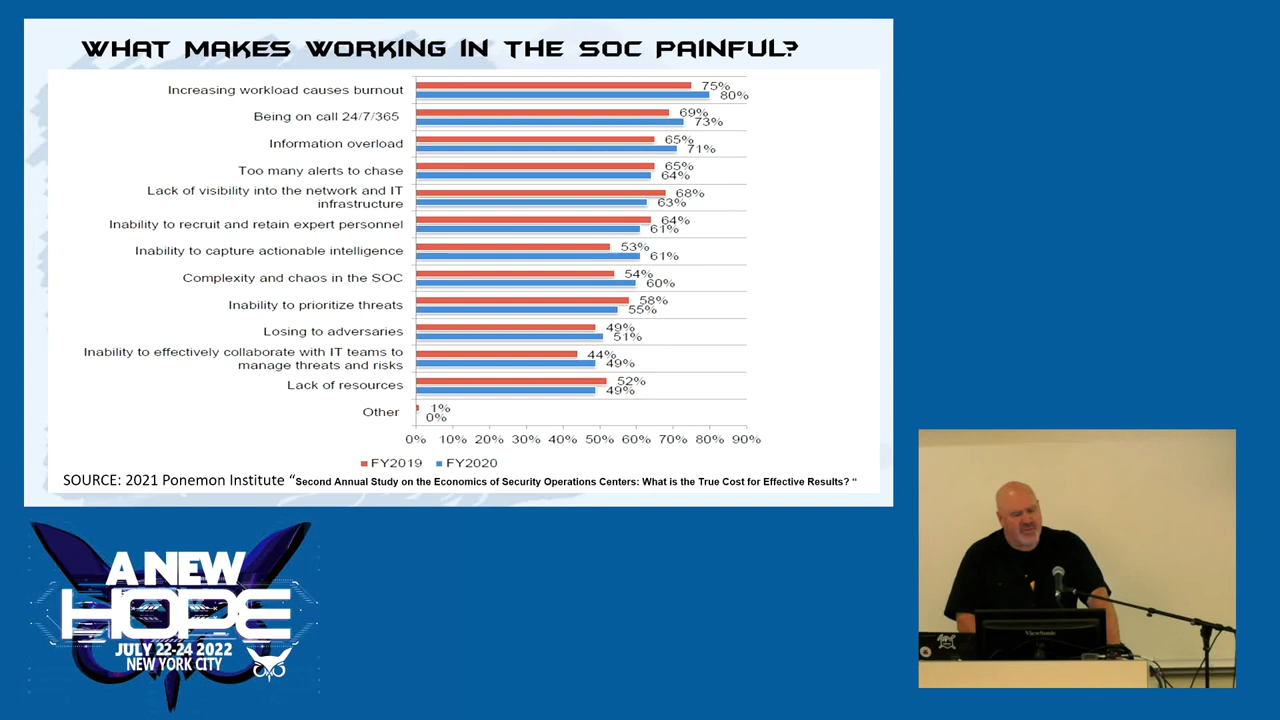 WHAT MAKES WORKING IN THE SOC PAINFUL?
Increasing workload causes burnout
75%
80%
Being on call 24/7/365
69%
73%
Information overload
65%
71%
Too many alerts to chase
65%
64%
Lack of visibility into the network and IT
infrastructure
68%
63%
Inability to recruit and retain expert personnel
64%
61%
Inability to capture actionable intelligence
53%
61%
Complexity and chaos in the SOC
54%
60%
Inability to prioritize threats
58%
55%
Losing to adversaries
49%
51%
Inability to effectively collaborate with IT teams to
manage threats and risks
44%
49%
Lack of resources
52%
49%
Other
1%
0%
0% 10% 20% 30% 40% 50% 60% 70% 80% 90%
FY2019 FY2020
SOURCE: 2021 Ponemon Institute “Second Annual Study on the Economics of Security Operations Centers: What is the True Cost for Effective Results? “
A NEW
HOPE
JULY 22-24 2022
NEW YORK CITY
ViewSonic